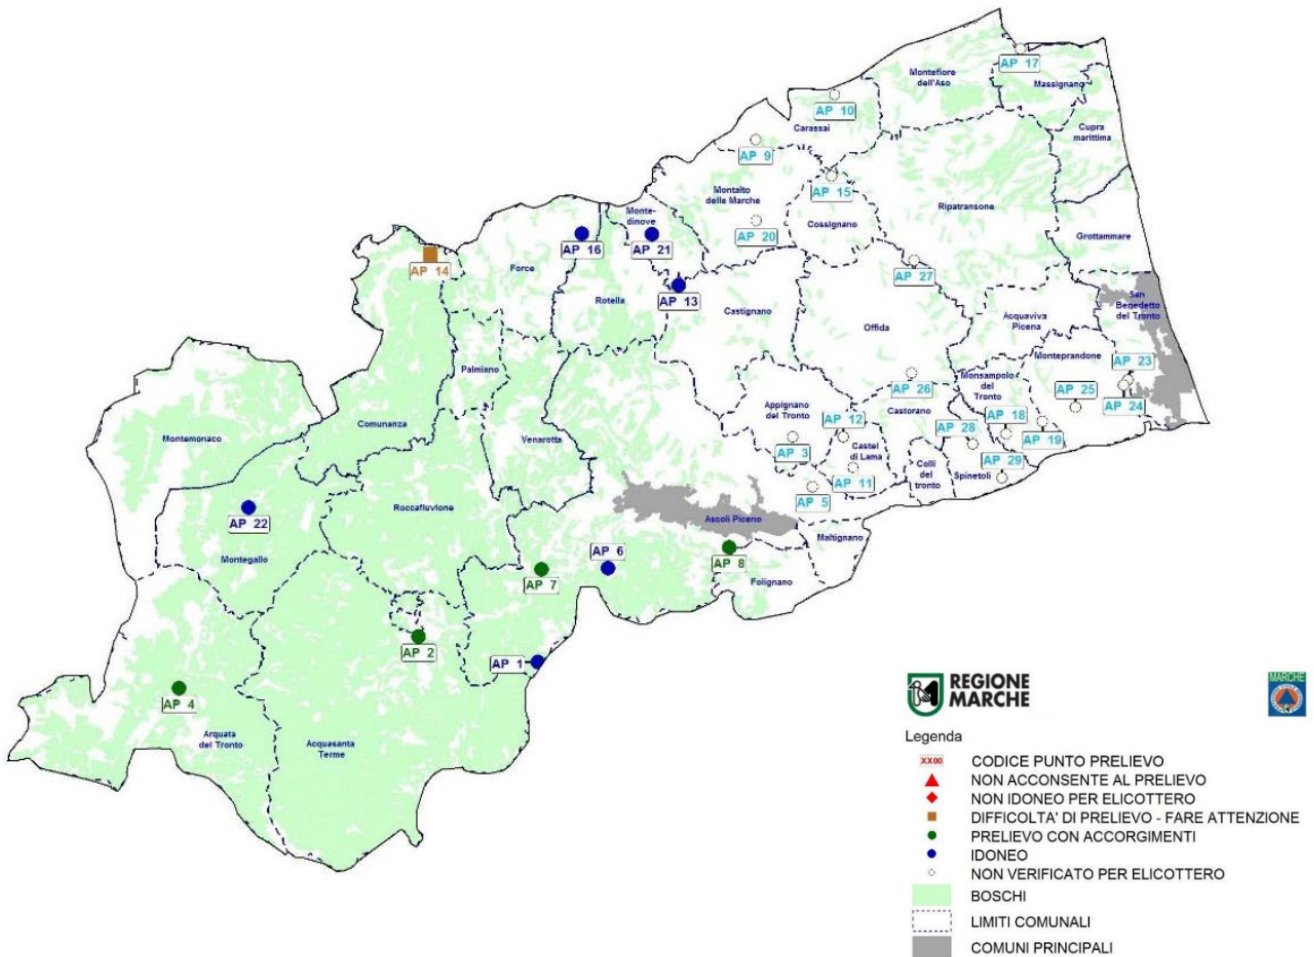 AP 17
Montefiore
dell'Aso
Massignano
AP 10
Carassai
Cupra
marittima
AP 9
AP 15
Montalto
delle Marche
Ripatransone
Monte-
dinove
Cossignano
AP 20
Grottammare
AP 16
AP 21
AP 14
Force
AP 27
Rotella
AP 13
Castignano
San
Benedetto
del Tronto
Acquaviva
Picena
Offida
Monteprandone
AP 23
Palmiano
Monsampolo
del
Tronto
AP 25
AP 26
AP 24
Appignano
del Tronto
Castorano
AP 12
AP 18
Comunanza
AP 28
Montemonaco
Venarotta
AP 19
AP 3
Castel
di Lama
AP 29
Colli
del
tronto
Spinetoli
AP 11
AP 5
Roccafluvione
AP 22
Ascoli Piceno
Maltignano
AP 6
Montegallo
AP 8
AP 7
Folignano
AP 2
AP 1
AP 4
Arquata
del Tronto
Acquasanta
Terme
REGIONE
MARCHE
MARCHE
Legenda
XX00 CODICE PUNTO PRELIEVO
NON ACCONSENTE AL PRELIEVO
NON IDONEO PER ELICOTTERO
DIFFICOLTA' DI PRELIEVO - FARE ATTENZIONE
PRELIEVO CON ACCORGIMENTI
IDONEO
NON VERIFICATO PER ELICOTTERO
BOSCHI
LIMITI COMUNALI
COMUNI PRINCIPALI